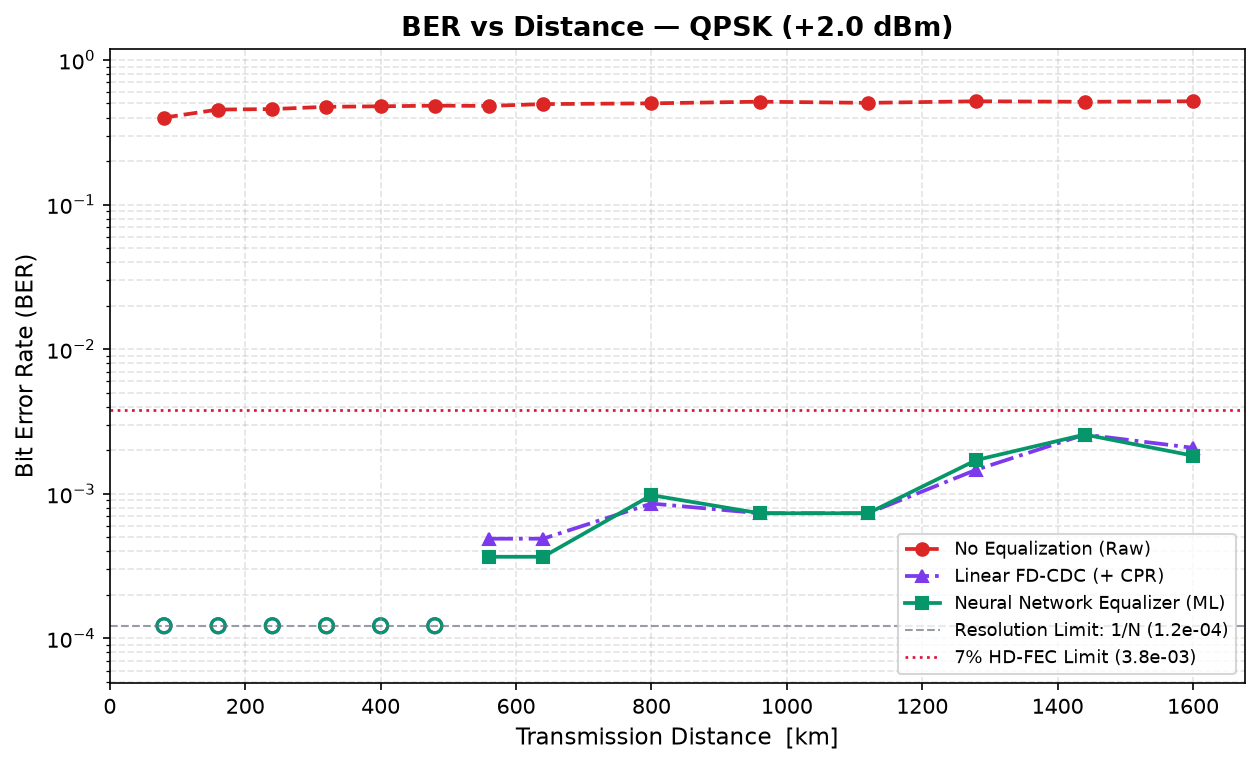 BER vs Distance — QPSK (+2.0 dBm)
Bit Error Rate (BER)
10⁰
10⁻¹
10⁻²
10⁻³
10⁻⁴
0 200 400 600 800 1000 1200 1400 1600
Transmission Distance [km]
No Equalization (Raw)
Linear FD-CDC (+ CPR)
Neural Network Equalizer (ML)
Resolution Limit: 1/N (1.2e-04)
7% HD-FEC Limit (3.8e-03)